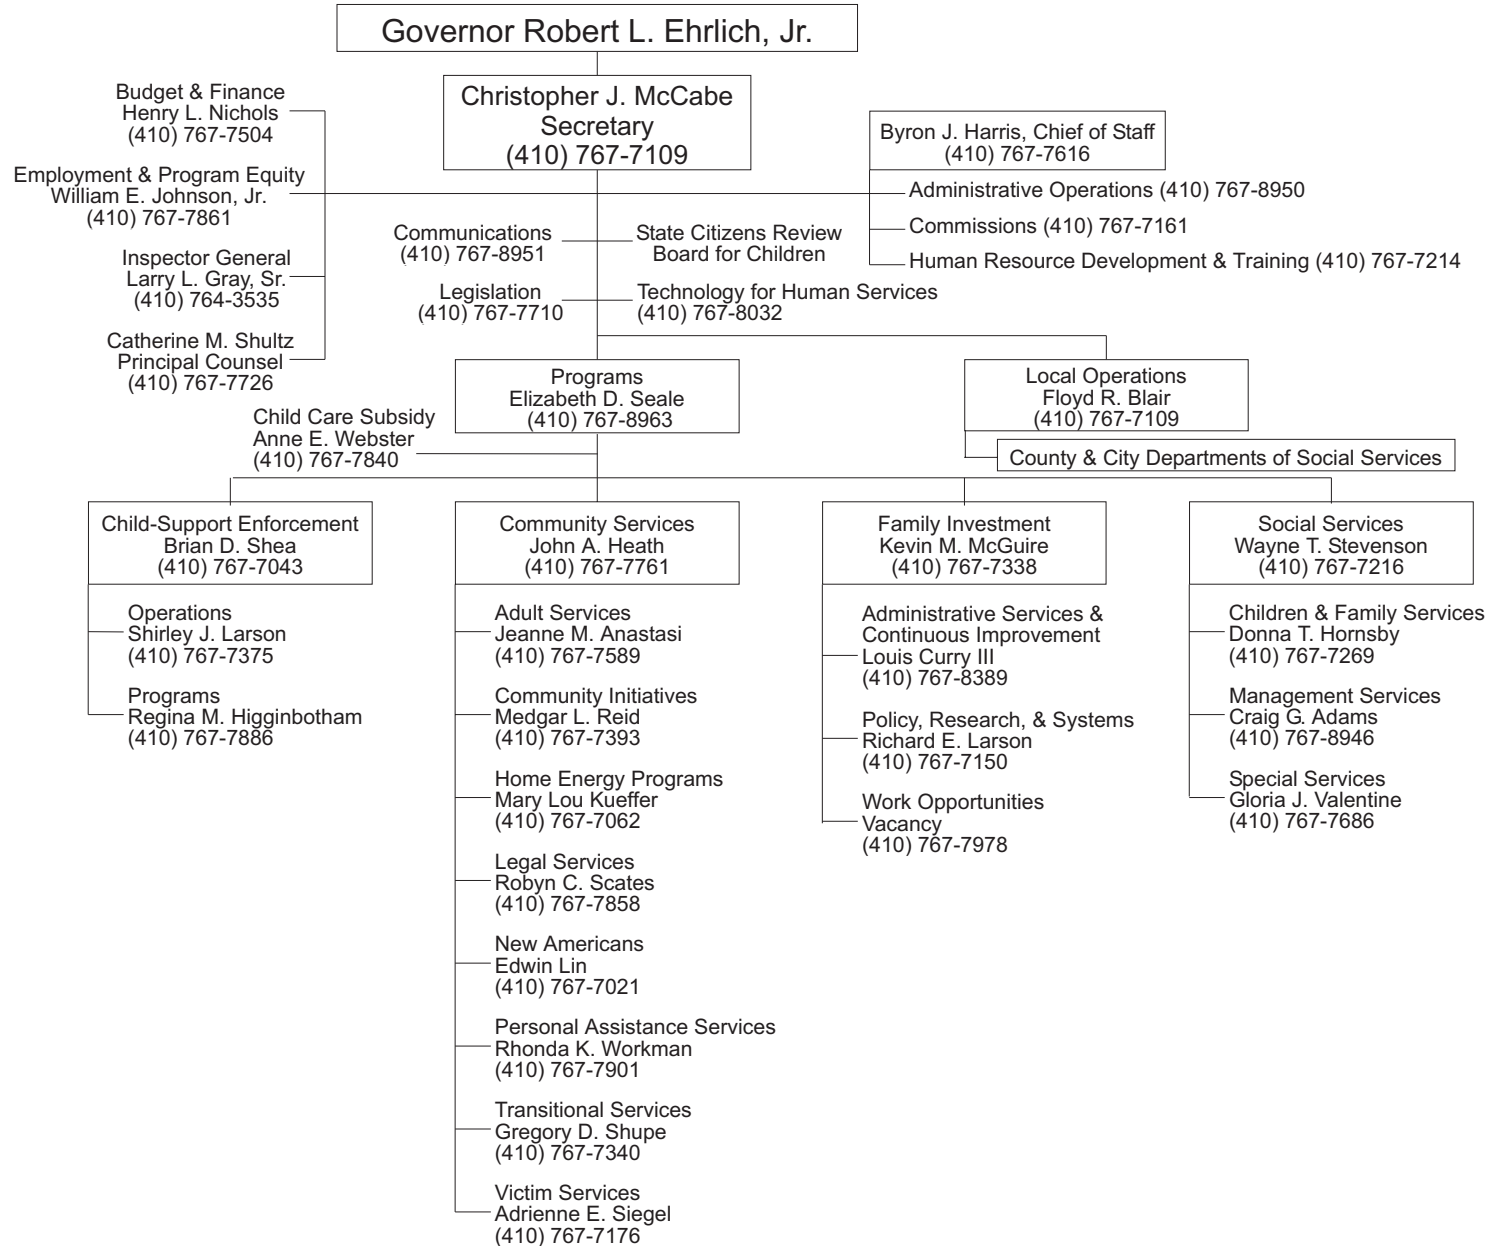 Governor Robert L. Ehrlich, Jr.
Christopher J. McCabe
Secretary
(410) 767-7109
Budget & Finance
Henry L. Nichols
(410) 767-7504
Employment & Program Equity
William E. Johnson, Jr.
(410) 767-7861
Inspector General
Larry L. Gray, Sr.
(410) 764-3535
Catherine M. Shultz
Principal Counsel
(410) 767-7726
Byron J. Harris, Chief of Staff
(410) 767-7616
Administrative Operations (410) 767-8950
Commissions (410) 767-7161
Human Resource Development & Training (410) 767-7214
Communications
(410) 767-8951
State Citizens Review
Board for Children
Legislation
(410) 767-7710
Technology for Human Services
(410) 767-8032
Programs
Elizabeth D. Seale
(410) 767-8963
Local Operations
Floyd R. Blair
(410) 767-7109
County & City Departments of Social Services
Child Care Subsidy
Anne E. Webster
(410) 767-7840
Child-Support Enforcement
Brian D. Shea
(410) 767-7043
Operations
Shirley J. Larson
(410) 767-7375
Programs
Regina M. Higginbotham
(410) 767-7886
Community Services
John A. Heath
(410) 767-7761
Adult Services
Jeanne M. Anastasi
(410) 767-7589
Community Initiatives
Medgar L. Reid
(410) 767-7393
Home Energy Programs
Mary Lou Kueffer
(410) 767-7062
Legal Services
Robyn C. Scates
(410) 767-7858
New Americans
Edwin Lin
(410) 767-7021
Personal Assistance Services
Rhonda K. Workman
(410) 767-7901
Transitional Services
Gregory D. Shupe
(410) 767-7340
Victim Services
Adrienne E. Siegel
(410) 767-7176
Family Investment
Kevin M. McGuire
(410) 767-7338
Administrative Services &
Continuous Improvement
Louis Curry III
(410) 767-8389
Policy, Research, & Systems
Richard E. Larson
(410) 767-7150
Work Opportunities
Vacancy
(410) 767-7978
Social Services
Wayne T. Stevenson
(410) 767-7216
Children & Family Services
Donna T. Hornsby
(410) 767-7269
Management Services
Craig G. Adams
(410) 767-8946
Special Services
Gloria J. Valentine
(410) 767-7686